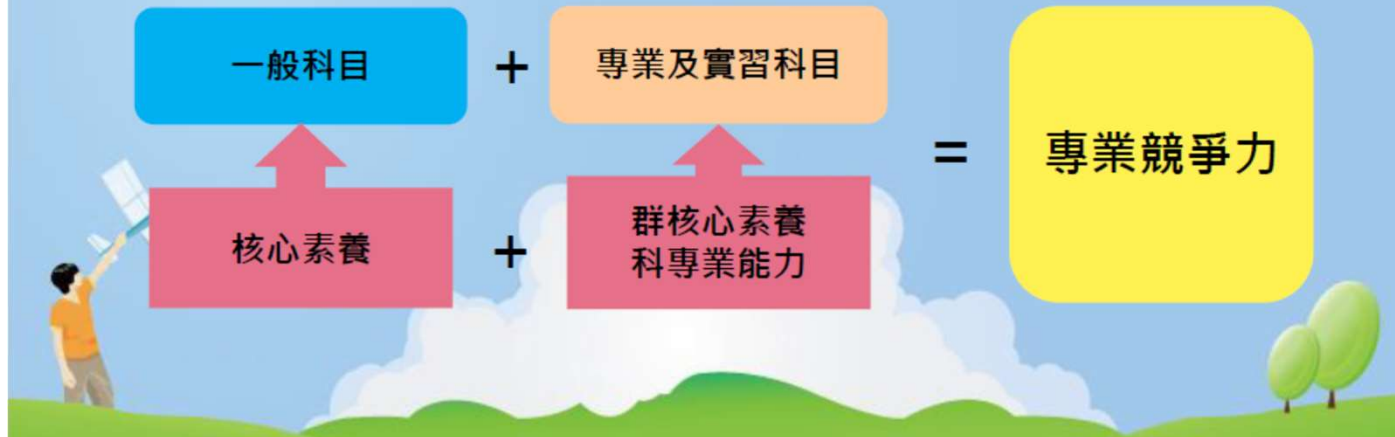 一般科目
+
專業及實習科目
=
專業競爭力
核心素養
+
群核心素養
科專業能力